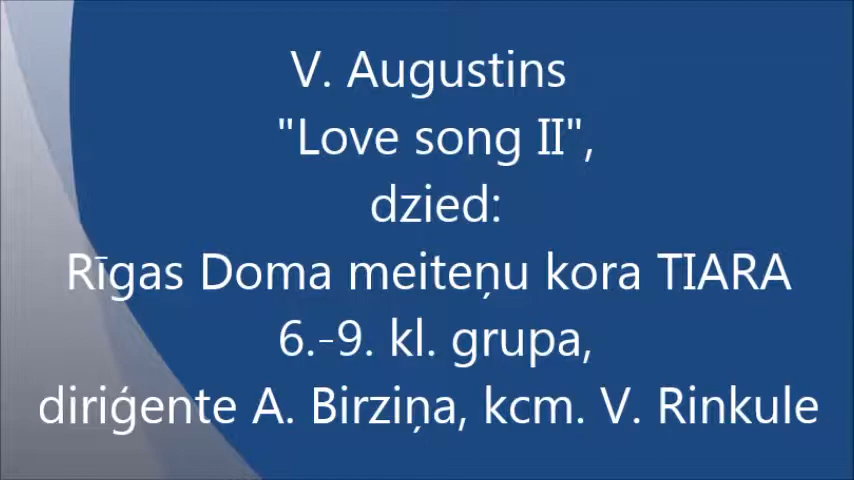 V. Augustins
"Love song II",
dzied:
Rīgas Doma meiteņu kora TIARA
6.-9. kl. grupa,
diriģente A. Birziņa, kcm. V. Rinkule